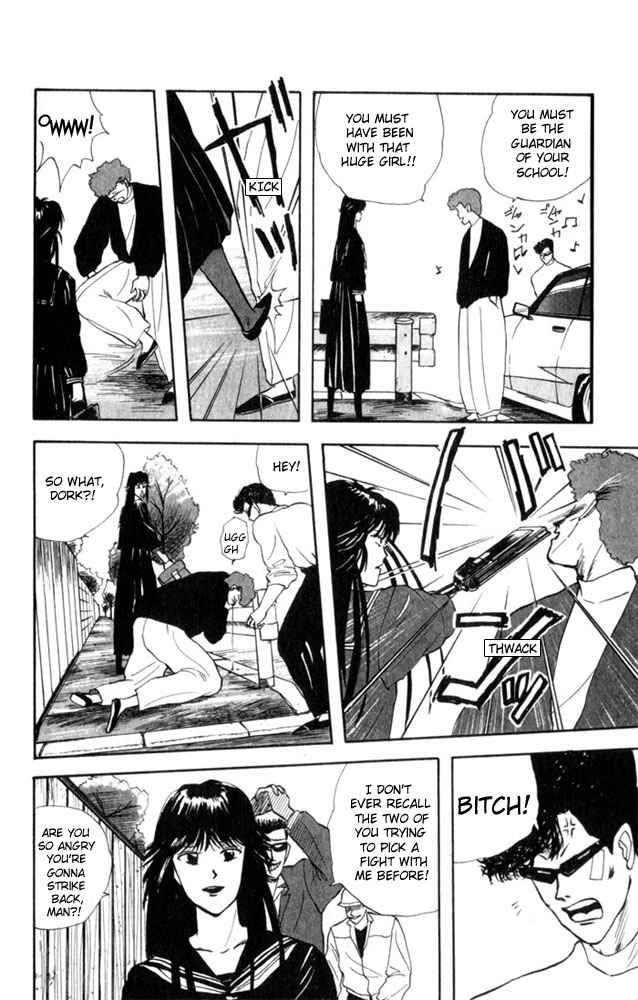 YOU MUST
BE THE
GUARDIAN
OF YOUR
SCHOOL!
YOU MUST
HAVE BEEN
WITH THAT
HUGE GIRL!!
KICK
OWWW!
THWACK
HEY!
UGG
GH
SO WHAT,
DORK?!
BITCH!
I DON'T
EVER RECALL
THE TWO OF
YOU TRYING
TO PICK A
FIGHT WITH
ME BEFORE!
ARE YOU
SO ANGRY
YOU'RE
GONNA
STRIKE
BACK,
MAN?!